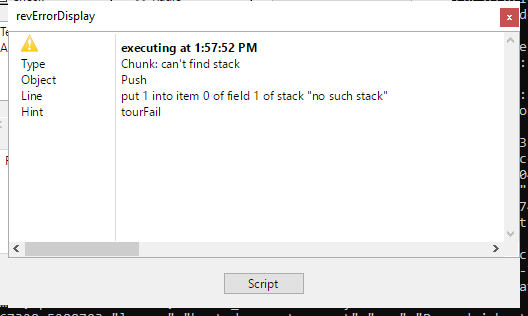 revErrorDisplay
executing at 1:57:52 PM
Type Chunk: can't find stack
Object Push
Line put 1 into item 0 of field 1 of stack "no such stack"
Hint tourFail
Script